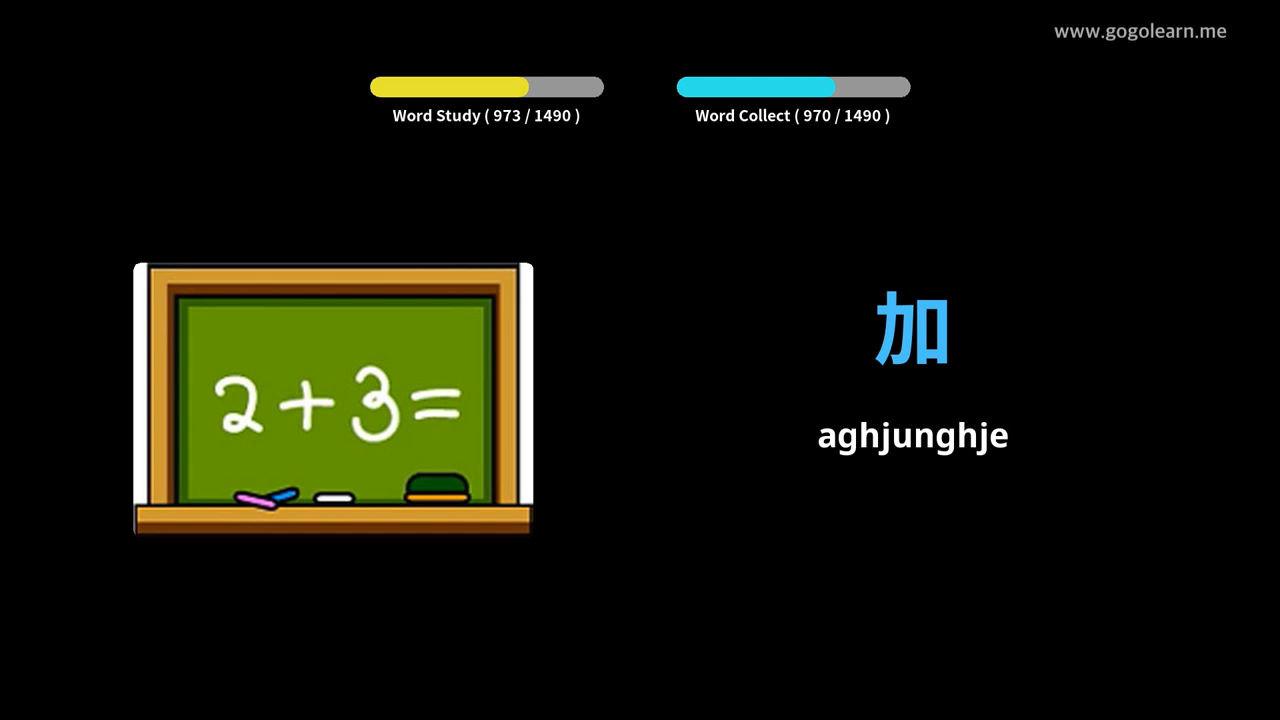 www.gogolearn.me
Word Study ( 973 / 1490 )
Word Collect ( 970 / 1490 )
2+3=
加
aghjunghje